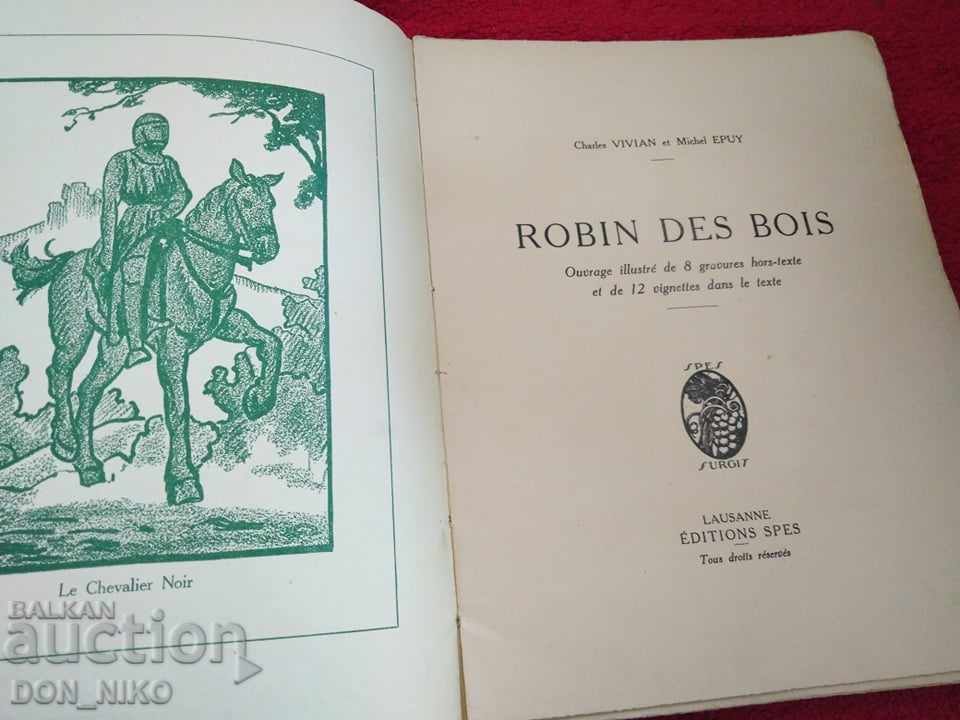 Le Chevalier Noir
Charles VIVIAN et Michel EPUY
ROBIN DES BOIS
Ouvrage illustré de 8 gravures hors-texte
et de 12 vignettes dans le texte
SPES
SURGIT
LAUSANNE
ÉDITIONS SPES
Tous droits réservés
BALKAN
auction
DON_NIKO